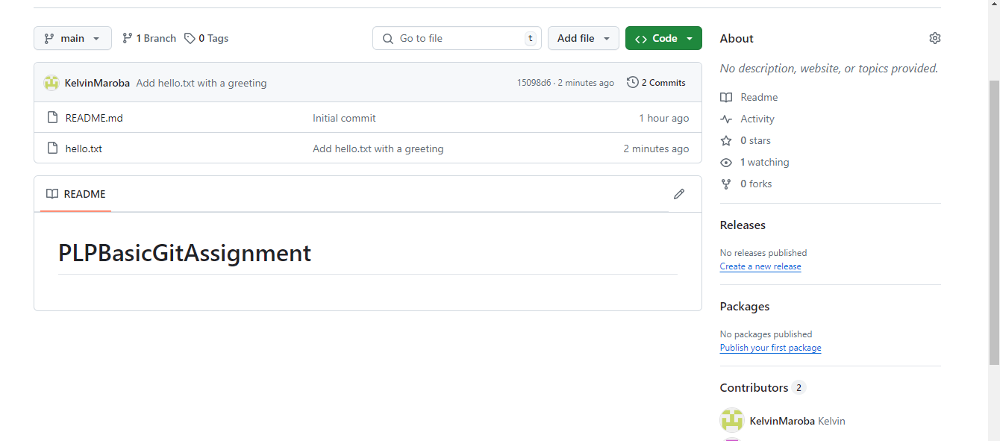 main 1 Branch 0 Tags Go to file t Add file Code
KelvinMaroba Add hello.txt with a greeting 15098d6 · 2 minutes ago 2 Commits
README.md Initial commit 1 hour ago
hello.txt Add hello.txt with a greeting 2 minutes ago
README
PLPBasicGitAssignment
About
No description, website, or topics provided.
Readme
Activity
0 stars
1 watching
0 forks
Releases
No releases published
Create a new release
Packages
No packages published
Publish your first package
Contributors 2
KelvinMaroba Kelvin